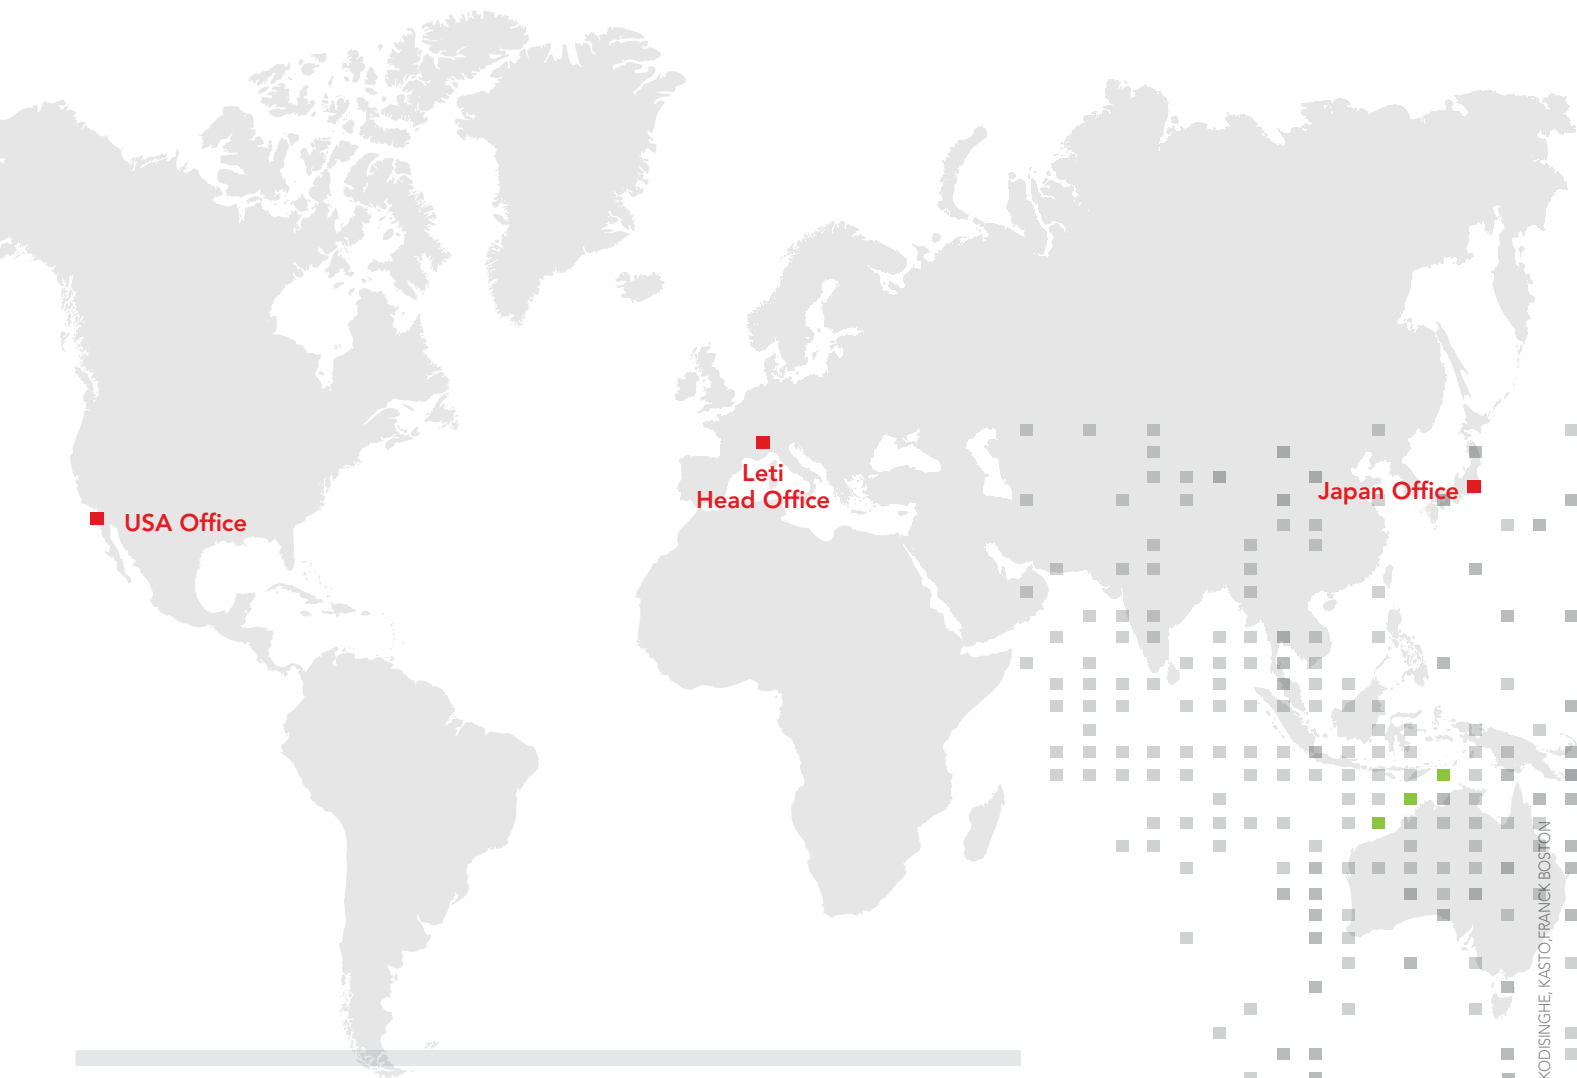 Leti
Head Office
Japan Office
USA Office
KODISINGHE, KASTO,FRANCK BOSTON